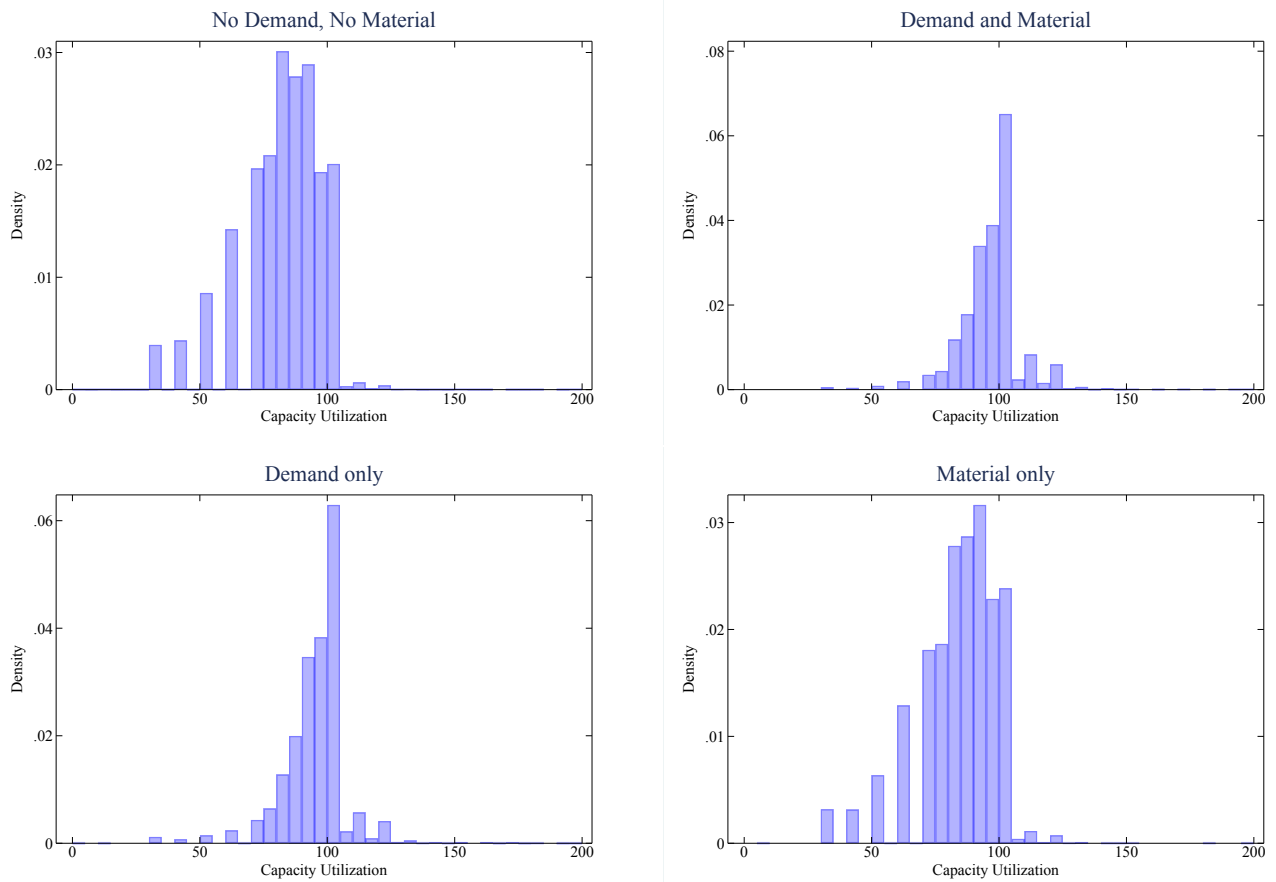 No Demand, No Material
.03
.02
.01
0
Density
0 50 100 150 200
Capacity Utilization
Demand and Material
.08
.06
.04
.02
0
Density
0 50 100 150 200
Capacity Utilization
Demand only
.06
.04
.02
0
Density
0 50 100 150 200
Capacity Utilization
Material only
.03
.02
.01
0
Density
0 50 100 150 200
Capacity Utilization